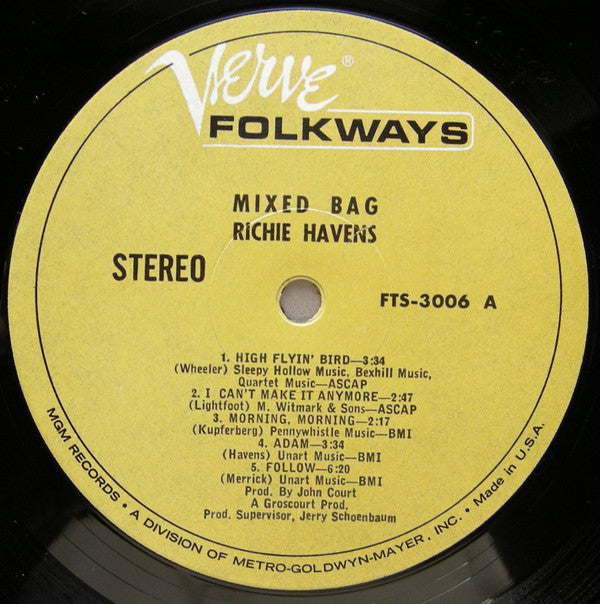 Verve®
FOLKWAYS
MIXED BAG
RICHIE HAVENS
STEREO
FTS-3006 A
1. HIGH FLYIN' BIRD—3:34
(Wheeler) Sleepy Hollow Music, Bexhill Music,
Quartet Music—ASCAP
2. I CAN'T MAKE IT ANYMORE—2:47
(Lightfoot) M. Witmark & Sons—ASCAP
3. MORNING, MORNING—2:17
(Kupferberg) Pennywhistle Music—BMI
4. ADAM—3:34
(Havens) Unart Music—BMI
5. FOLLOW—6:20
(Merrick) Unart Music—BMI
Prod. By John Court
A Groscourt Prod.
Prod. Supervisor, Jerry Schoenbaum
MGM RECORDS • A DIVISION OF METRO-GOLDWYN-MAYER, INC. • Made in U.S.A.